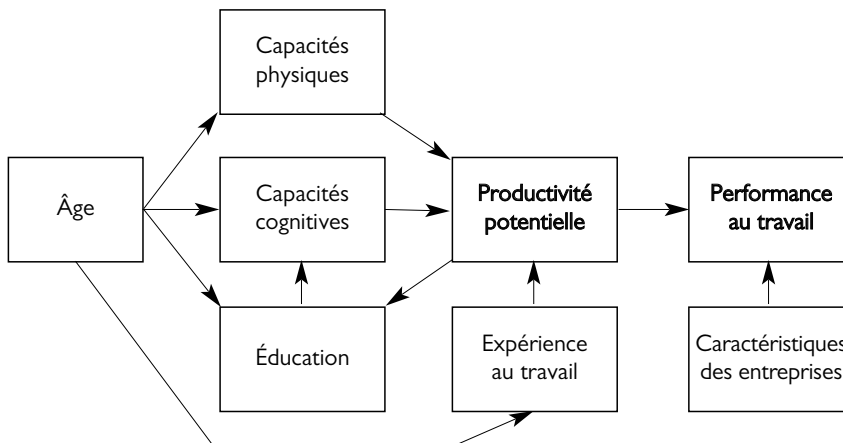 Capacités
physiques
Âge
Capacités
cognitives
Productivité
potentielle
Performance
au travail
Éducation
Expérience
au travail
Caractéristiques
des entreprises